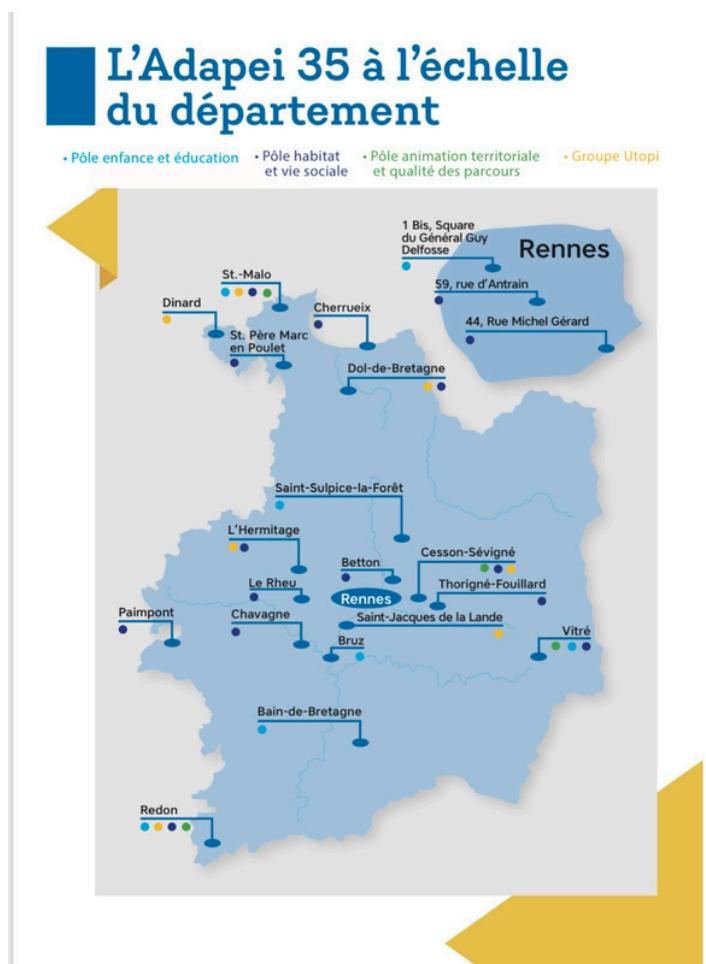 L'Adapei 35 à l'échelle
du département
• Pôle enfance et éducation
• Pôle habitat
et vie sociale
• Pôle animation territoriale
et qualité des parcours
• Groupe Utopi
1 Bis, Square
du Général Guy
Delfosse
Rennes
59, rue d'Antrain
44, Rue Michel Gérard
St.-Malo
Dinard
Cherrueix
St. Père Marc
en Poulet
Dol-de-Bretagne
Saint-Sulpice-la-Forêt
L'Hermitage
Betton
Cesson-Sévigné
Le Rheu
Rennes
Thorigné-Fouillard
Paimpont
Chavagne
Saint-Jacques de la Lande
Bruz
Vitré
Bain-de-Bretagne
Redon